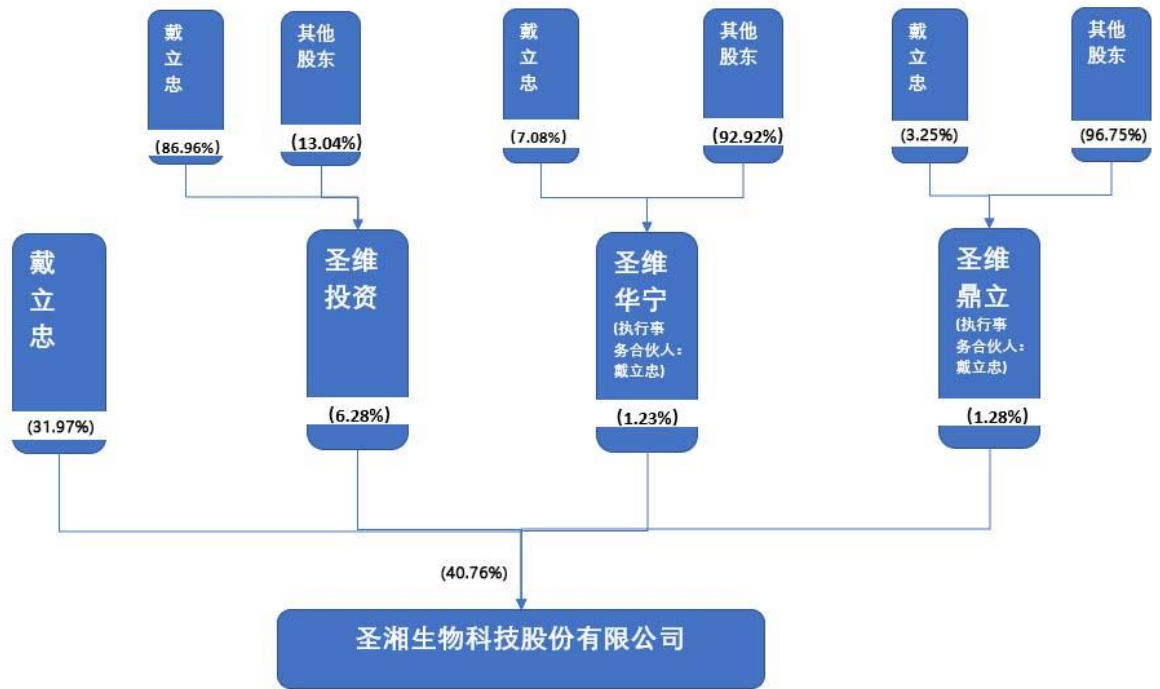 戴
立
忠
(86.96%)
其他
股东
(13.04%)
戴
立
忠
(7.08%)
其他
股东
(92.92%)
戴
立
忠
(3.25%)
其他
股东
(96.75%)
戴
立
忠
(31.97%)
圣维
投资
(6.28%)
圣维
华宁
(执行事
务合伙人：
戴立忠)
(1.23%)
圣维
鼎立
(执行事
务合伙人：
戴立忠)
(1.28%)
(40.76%)
圣湘生物科技股份有限公司